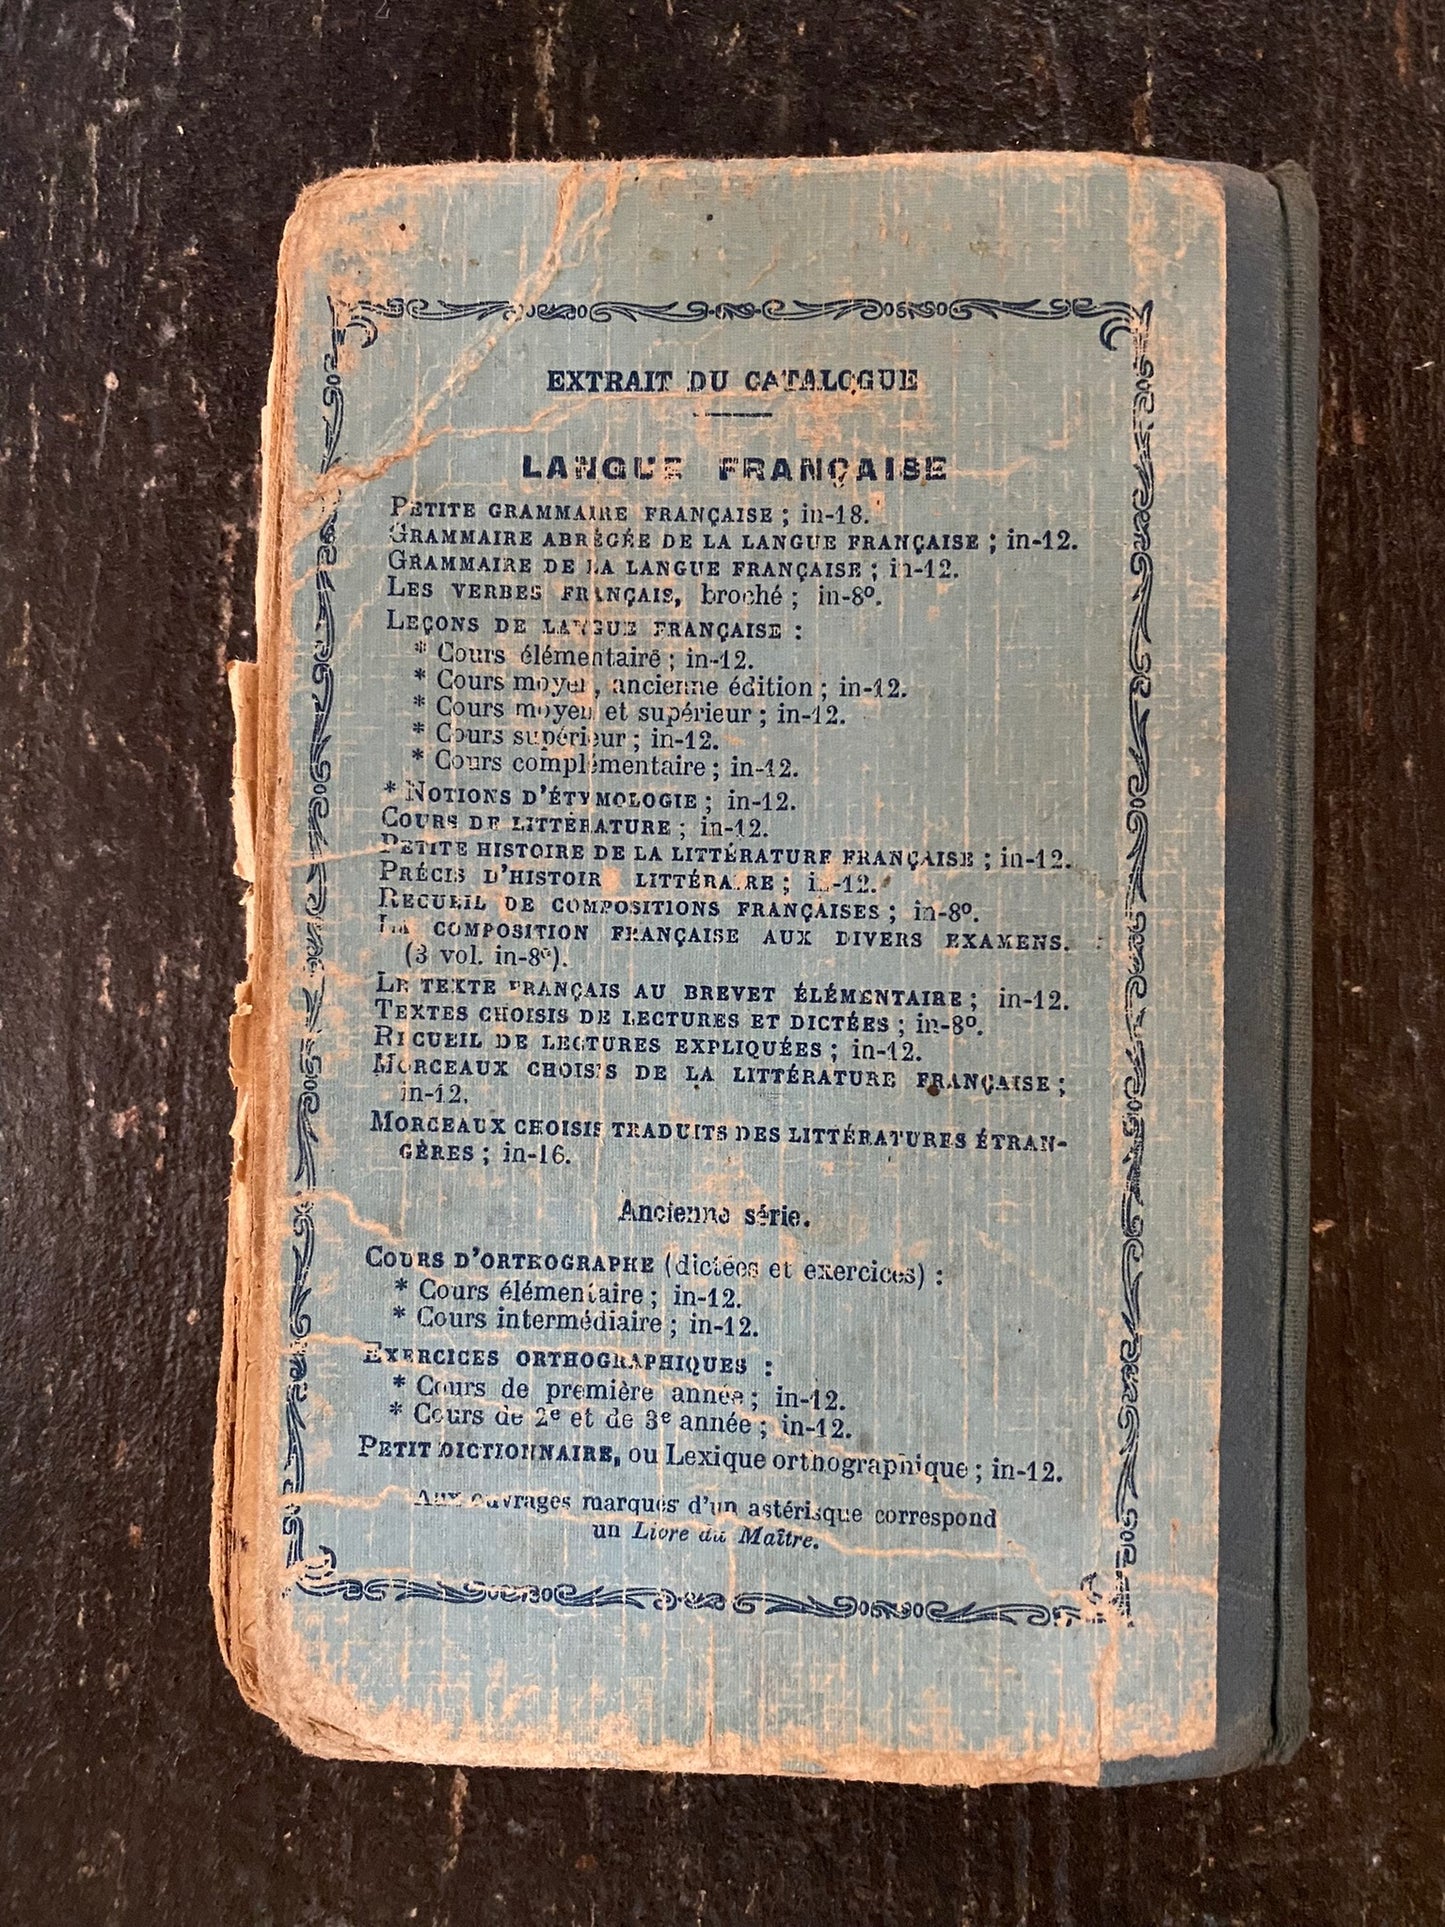 EXTRAIT DU CATALOGUE
LANGUE FRANÇAISE
PETITE GRAMMAIRE FRANÇAISE ; in-18.
GRAMMAIRE ABRÉGÉE DE LA LANGUE FRANÇAISE ; in-12.
GRAMMAIRE DE LA LANGUE FRANÇAISE ; in-12.
LES VERBES FRANÇAIS, broché ; in-8º.
LEÇONS DE LANGUE FRANÇAISE :
* Cours élémentaire ; in-12.
* Cours moyen, ancienne édition ; in-12.
* Cours moyen et supérieur ; in-12.
* Cours supérieur ; in-12.
* Cours complémentaire ; in-12.
* NOTIONS D'ÉTYMOLOGIE ; in-12.
COURS DE LITTÉRATURE ; in-12.
PETITE HISTOIRE DE LA LITTÉRATURE FRANÇAISE ; in-12.
PRÉCIS D'HISTOIRE LITTÉRAIRE ; in-12.
RECUEIL DE COMPOSITIONS FRANÇAISES ; in-8º.
LA COMPOSITION FRANÇAISE AUX DIVERS EXAMENS.
(3 vol. in-8º).
LE TEXTE FRANÇAIS AU BREVET ÉLÉMENTAIRE ; in-12.
TEXTES CHOISIS DE LECTURES ET DICTÉES ; in-8º.
RECUEIL DE LECTURES EXPLIQUÉES ; in-12.
MORCEAUX CHOISIS DE LA LITTÉRATURE FRANÇAISE ;
in-12.
MORCEAUX CHOISIS TRADUITS DES LITTÉRATURES ÉTRAN-
GÈRES ; in-16.
Ancienne série.
COURS D'ORTHOGRAPHE (dictées et exercices) :
* Cours élémentaire ; in-12.
* Cours intermédiaire ; in-12.
EXERCICES ORTHOGRAPHIQUES :
* Cours de première année ; in-12.
* Cours de 2e et de 3e année ; in-12.
PETIT DICTIONNAIRE, ou Lexique orthographique ; in-12.
Aux ouvrages marqués d'un astérisque correspond
un Livre du Maître.